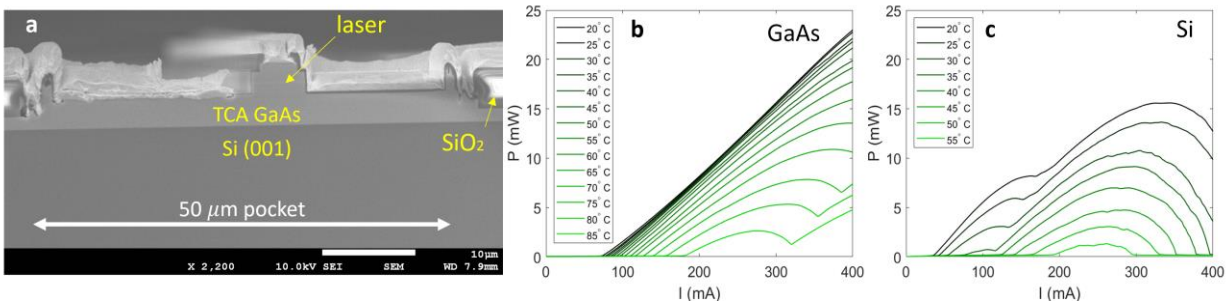 a
laser
TCA GaAs
Si (001)
SiO₂
50 μm pocket
10μm
X 2,200 10.0kV SEI SEM WD 7.9mm
b
GaAs
P (mW)
25
20
15
10
5
0
20° C
25° C
30° C
35° C
40° C
45° C
50° C
55° C
60° C
65° C
70° C
75° C
80° C
85° C
0 100 200 300 400
I (mA)
c
Si
P (mW)
25
20
15
10
5
0
20° C
25° C
30° C
35° C
40° C
45° C
50° C
55° C
0 100 200 300 400
I (mA)